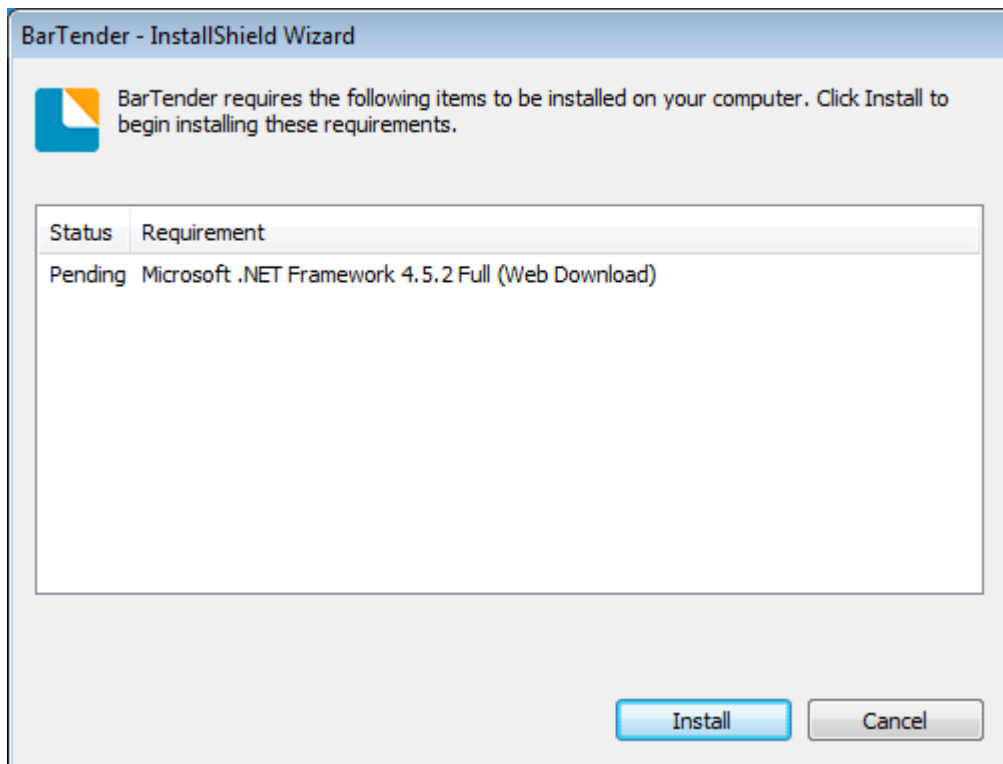 BarTender - InstallShield Wizard
BarTender requires the following items to be installed on your computer. Click Install to
begin installing these requirements.
Status Requirement
Pending Microsoft .NET Framework 4.5.2 Full (Web Download)
Install Cancel